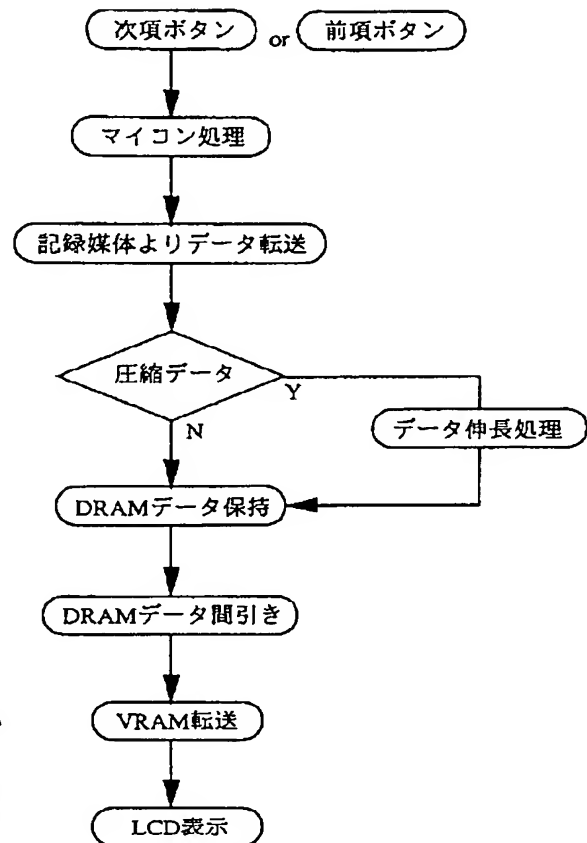 次項ボタン or 前項ボタン
マイコン処理
記録媒体よりデータ転送
圧縮データ
Y
N
データ伸長処理
DRAMデータ保持
DRAMデータ間引き
VRAM転送
LCD表示